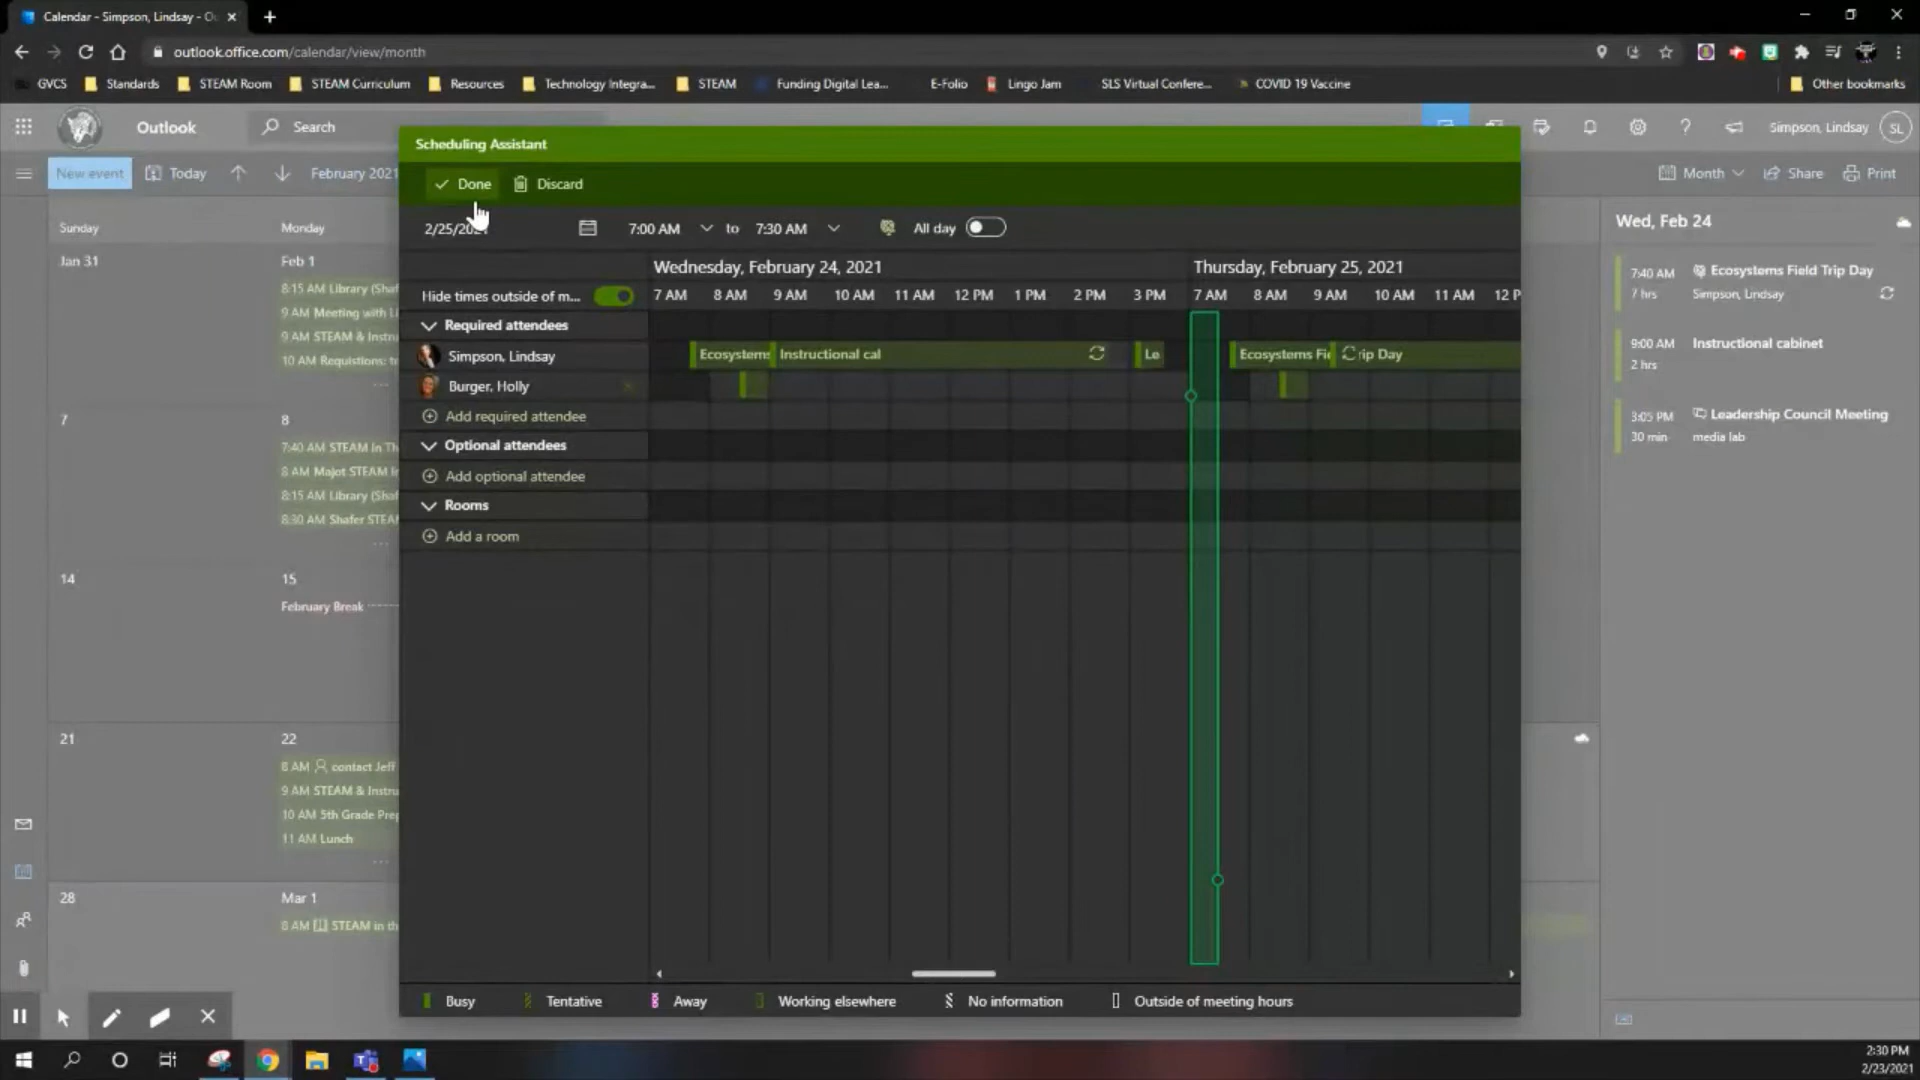 Calendar - Simpson, Lindsay - Ou
outlook.office.com/calendar/view/month
GVCS Standards STEAM Room STEAM Curriculum Resources Technology Integra... STEAM Funding Digital Lea... E-Folio Lingo Jam SLS Virtual Confere... COVID 19 Vaccine Other bookmarks
Outlook Search Simpson, Lindsay SL
New event Today February 2021 Month Share Print
Scheduling Assistant
Done Discard
2/25/202 7:00 AM to 7:30 AM All day
Wednesday, February 24, 2021 Thursday, February 25, 2021
Hide times outside of m... 7 AM 8 AM 9 AM 10 AM 11 AM 12 PM 1 PM 2 PM 3 PM 7 AM 8 AM 9 AM 10 AM 11 AM 12 P
Required attendees
Simpson, Lindsay Ecosystems Instructional cal Le Ecosystems Fie rip Day
Burger, Holly
Add required attendee
Optional attendees
Add optional attendee
Rooms
Add a room
Busy Tentative Away Working elsewhere No information Outside of meeting hours
Sunday Monday
Jan 31 Feb 1
8:15 AM Library (Shaf
9 AM Meeting with Li
9 AM STEAM & Instru
10 AM Requistions: tr
7 8
7:40 AM STEAM In Th
8 AM Majot STEAM I
8:15 AM Library (Shaf
8:30 AM Shafer STEA
14 15
February Break
21 22
8 AM contact Jeff
9 AM STEAM & Instru
10 AM 5th Grade Prep
11 AM Lunch
28 Mar 1
8 AM STEAM in th
Wed, Feb 24
7:40 AM Ecosystems Field Trip Day
7 hrs Simpson, Lindsay
9:00 AM Instructional cabinet
2 hrs
3:05 PM Leadership Council Meeting
30 min media lab
2:30 PM
2/23/2021